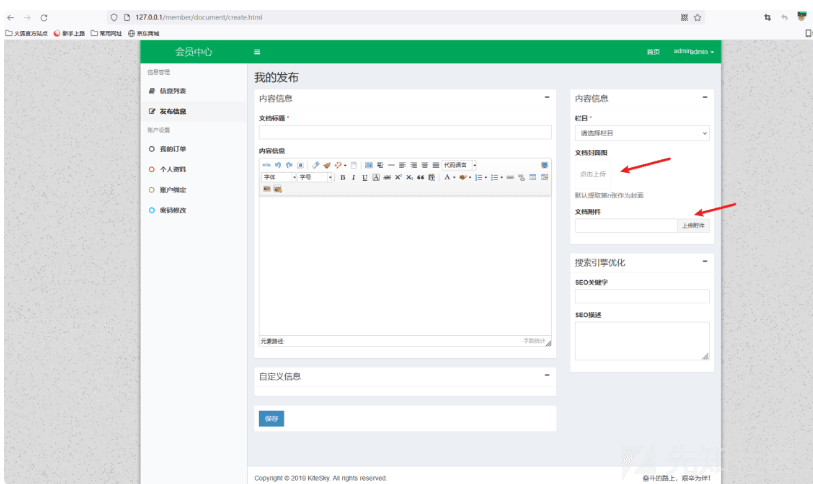 127.0.0.1/member/document/create.html
火狐官方站点 新手上路 常用网址 京东商城
会员中心
首页 adminadmin
信息管理
信息列表
发布信息
账户设置
我的订单
个人资料
账户绑定
密码修改
我的发布
内容信息
文档标题 *
内容信息
HTML
代码语言
字体 字号
B I U A ABC X² X₂
元素路径
字数统计
自定义信息
保存
内容信息
栏目 *
请选择栏目
文档封面图
点击上传
默认提取第n张作为封面
文档附件
上传附件
搜索引擎优化
SEO关键字
SEO描述
Copyright © 2019 KiteSky. All rights reserved.
奋斗的路上，艰辛为伴！
先知